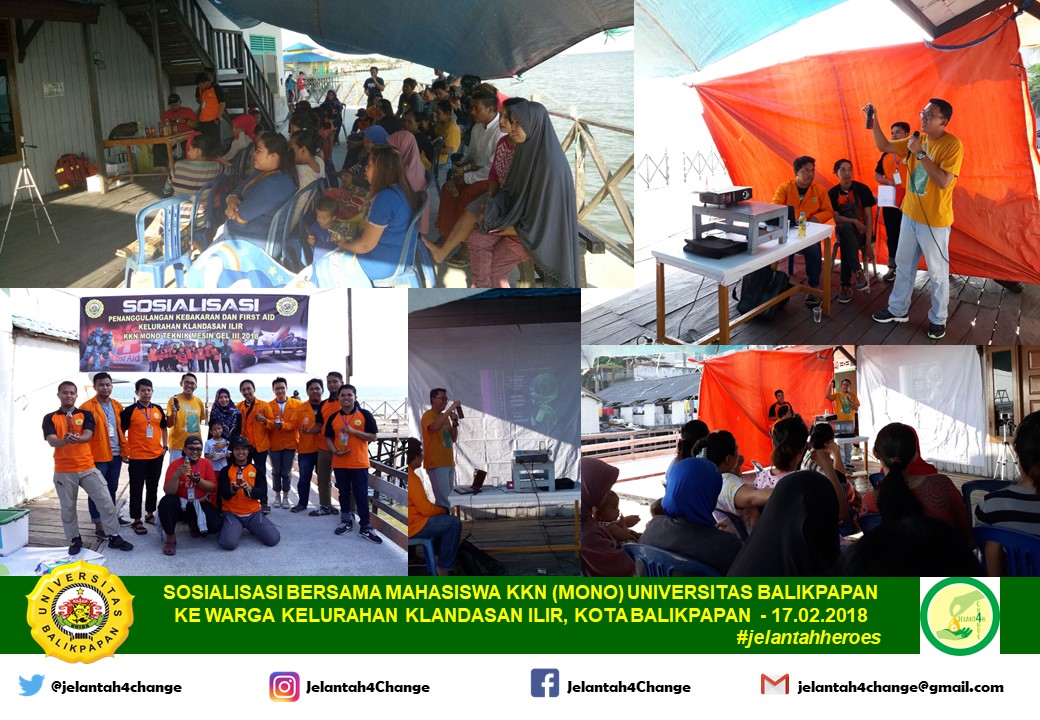 SOSIALISASI
PENANGGULANGAN KEBAKARAN DAN FIRST AID
KELURAHAN KLANDASAN ILIR
KKN MONO TEKNIK MESIN GEL III 2018
UNIVERSITAS
BALIKPAPAN
SOSIALISASI BERSAMA MAHASISWA KKN (MONO) UNIVERSITAS BALIKPAPAN
KE WARGA KELURAHAN KLANDASAN ILIR, KOTA BALIKPAPAN - 17.02.2018
#jelantahheroes
@jelantah4change
Jelantah4Change
Jelantah4Change
jelantah4change@gmail.com